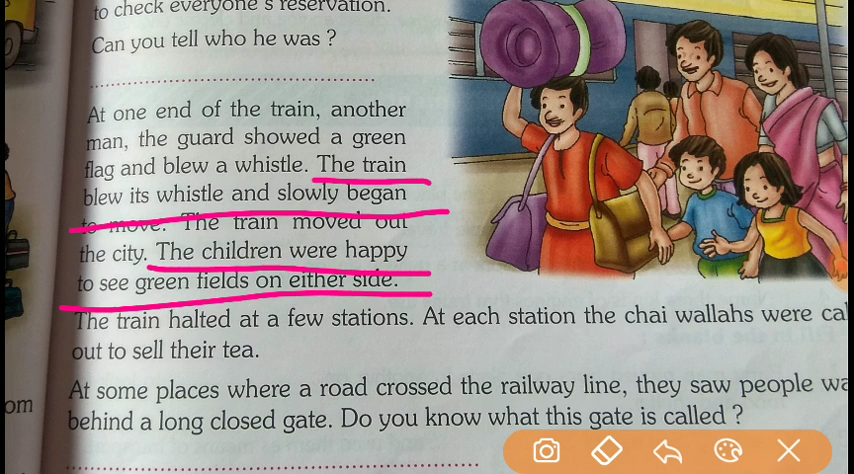 to check everyone's reservation.
Can you tell who he was ?
At one end of the train, another
man, the guard showed a green
flag and blew a whistle. The train
blew its whistle and slowly began
to move. The train moved out
the city. The children were happy
to see green fields on either side.
The train halted at a few stations. At each station the chai wallahs were
out to sell their tea.
At some places where a road crossed the railway line, they saw people
behind a long closed gate. Do you know what this gate is called ?